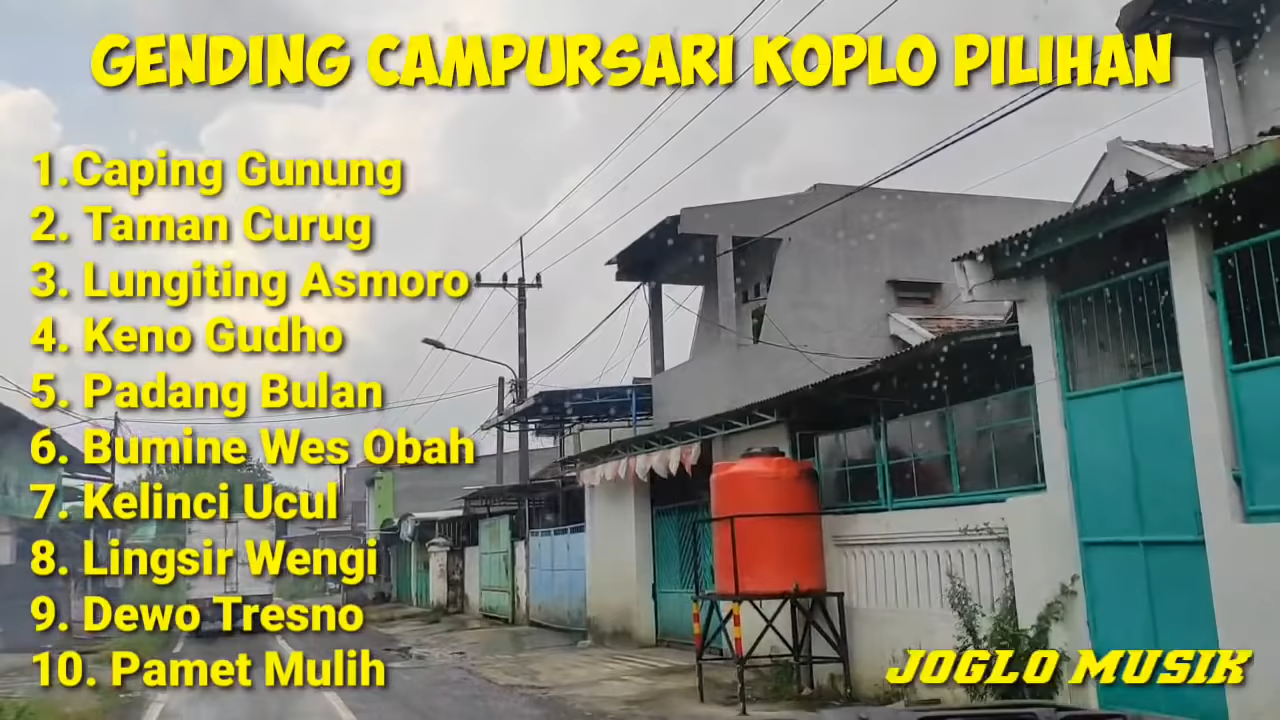 GENDING CAMPURSARI KOPLO PILIHAN
1.Caping Gunung
2. Taman Curug
3. Lungiting Asmoro
4. Keno Gudho
5. Padang Bulan
6. Bumine Wes Obah
7. Kelinci Ucul
8. Lingsir Wengi
9. Dewo Tresno
10. Pamet Mulih
JOGLO MUSIK